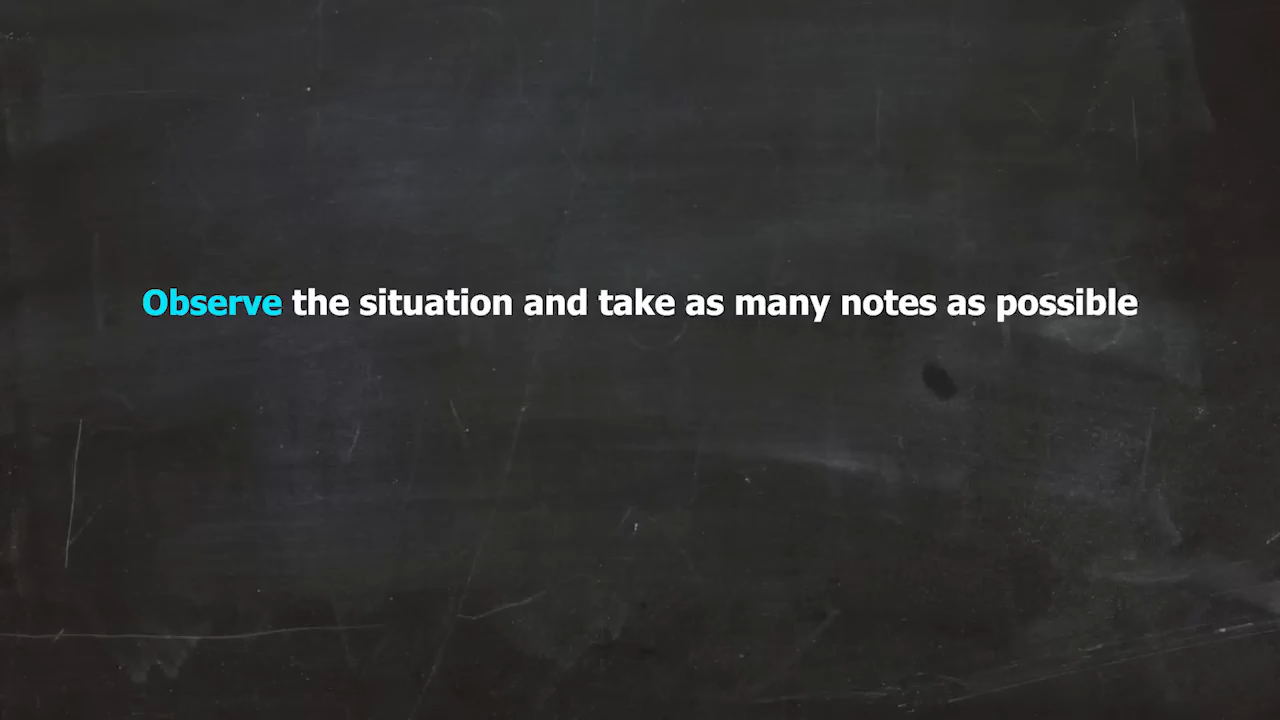 Observe the situation and take as many notes as possible